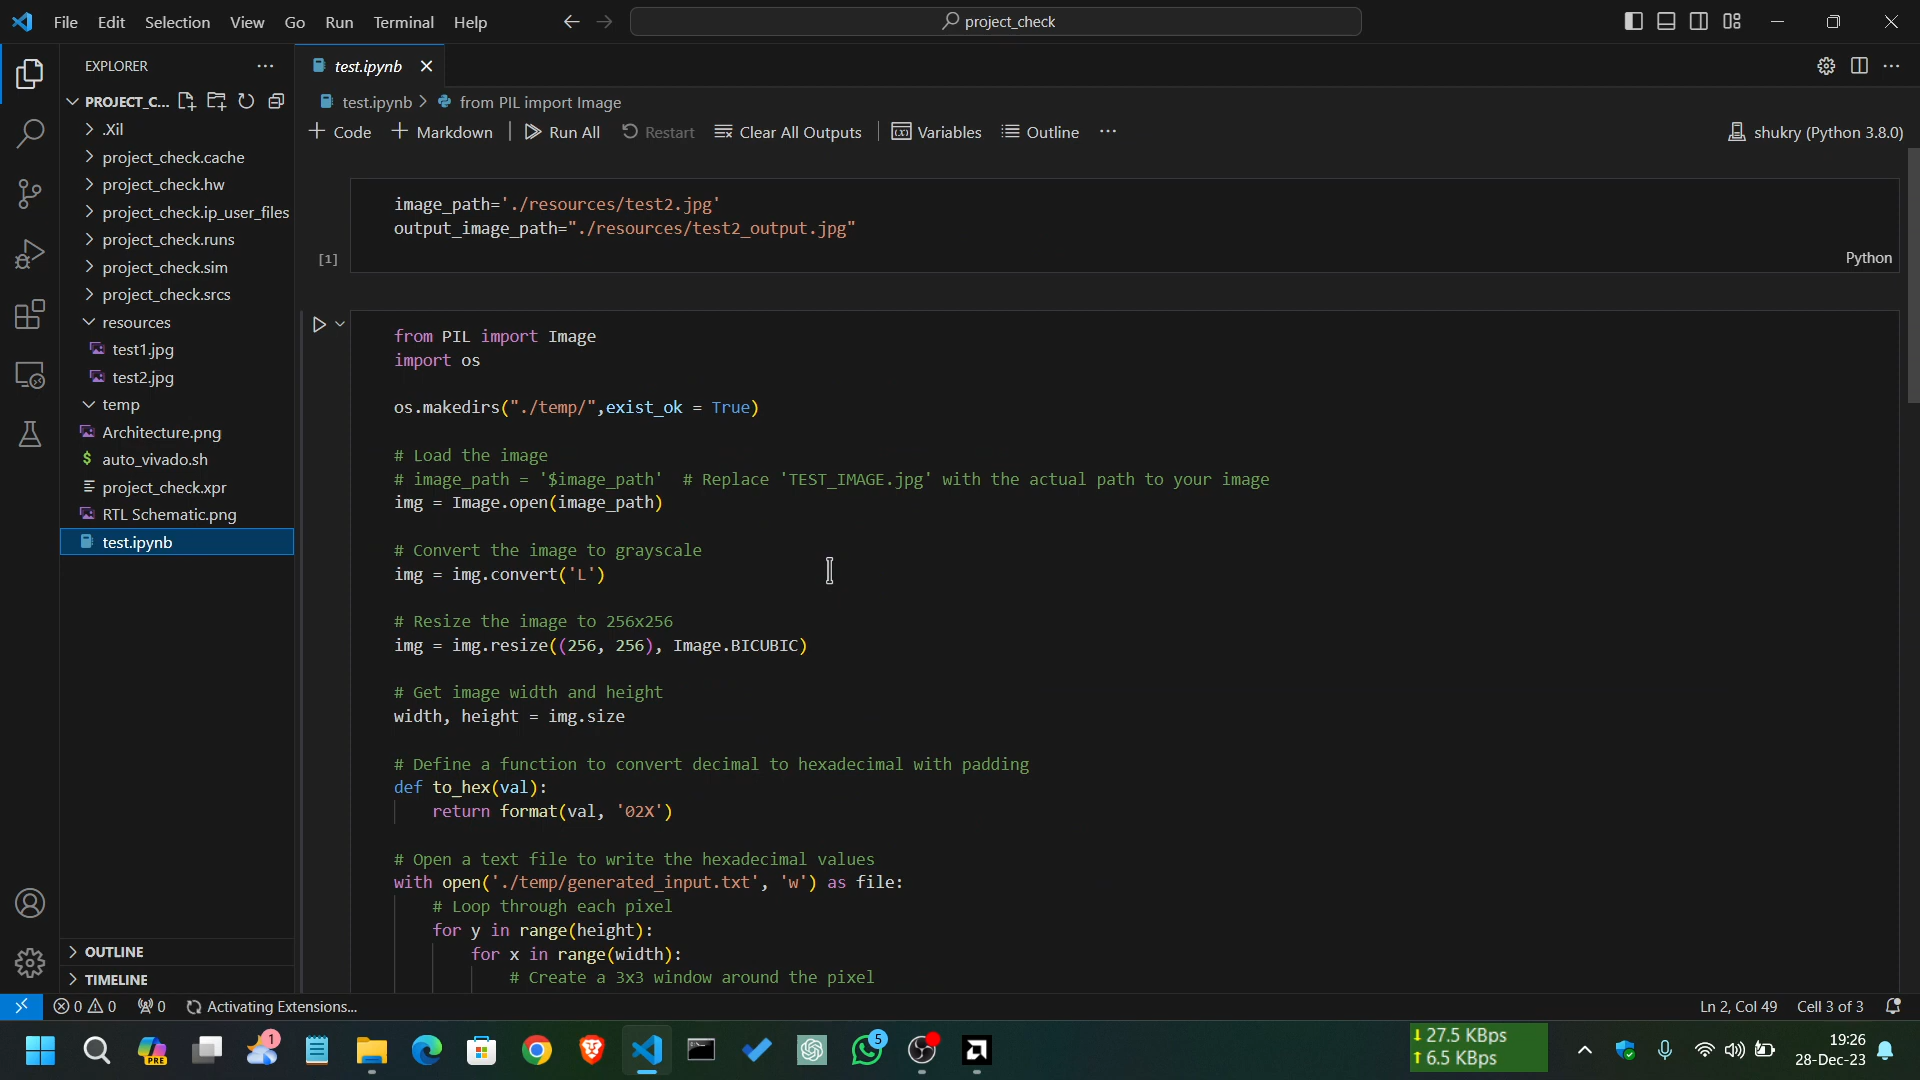 File Edit Selection View Go Run Terminal Help
project_check
EXPLORER
PROJECT_C...
.Xil
project_check.cache
project_check.hw
project_check.ip_user_files
project_check.runs
project_check.sim
project_check.srcs
resources
test1.jpg
test2.jpg
temp
Architecture.png
auto_vivado.sh
project_check.xpr
RTL Schematic.png
test.ipynb
OUTLINE
TIMELINE
test.ipynb
test.ipynb > from PIL import Image
+ Code + Markdown Run All Restart Clear All Outputs Variables Outline ...
shukry (Python 3.8.0)
image_path='./resources/test2.jpg'
output_image_path="./resources/test2_output.jpg"
[1]
Python
from PIL import Image
import os
os.makedirs("./temp/",exist_ok = True)
# Load the image
# image_path = '$image_path'  # Replace 'TEST_IMAGE.jpg' with the actual path to your image
img = Image.open(image_path)
# Convert the image to grayscale
img = img.convert('L')
# Resize the image to 256x256
img = img.resize((256, 256), Image.BICUBIC)
# Get image width and height
width, height = img.size
# Define a function to convert decimal to hexadecimal with padding
def to_hex(val):
return format(val, '02X')
# Open a text file to write the hexadecimal values
with open('./temp/generated_input.txt', 'w') as file:
# Loop through each pixel
for y in range(height):
for x in range(width):
# Create a 3x3 window around the pixel
0 0 0 Activating Extensions...
Ln 2, Col 49 Cell 3 of 3
1
PRE
5
27.5 KBps
6.5 KBps
19:26
28-Dec-23